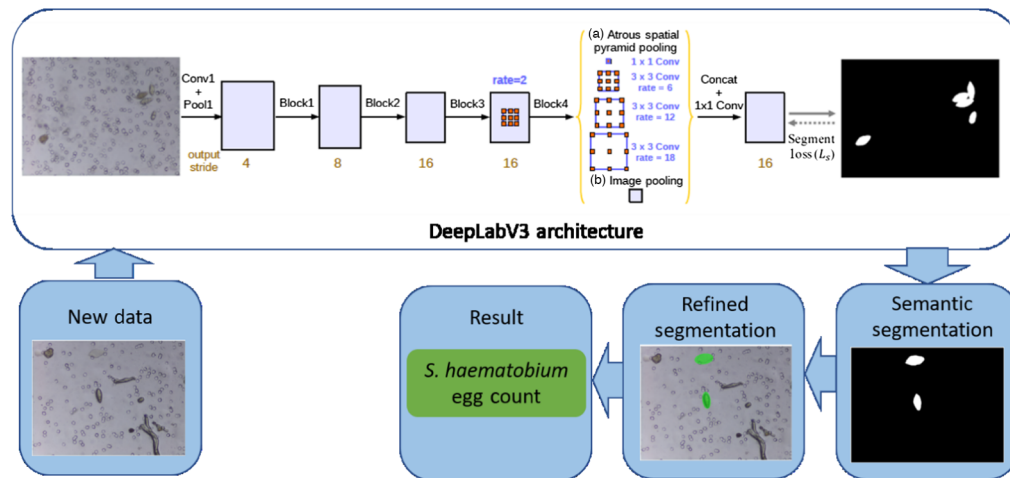 (a) Atrous spatial
pyramid pooling
Conv1
+
Pool1
Block1
Block2
Block3
rate=2
Block4
1 x 1 Conv
3 x 3 Conv
rate = 6
3 x 3 Conv
rate = 12
3 x 3 Conv
rate = 18
(b) Image pooling
Concat
+
1x1 Conv
Segment
loss (Ls)
output
stride
4
8
16
16
16
DeepLabV3 architecture
New data
Result
S. haematobium
egg count
Refined
segmentation
Semantic
segmentation